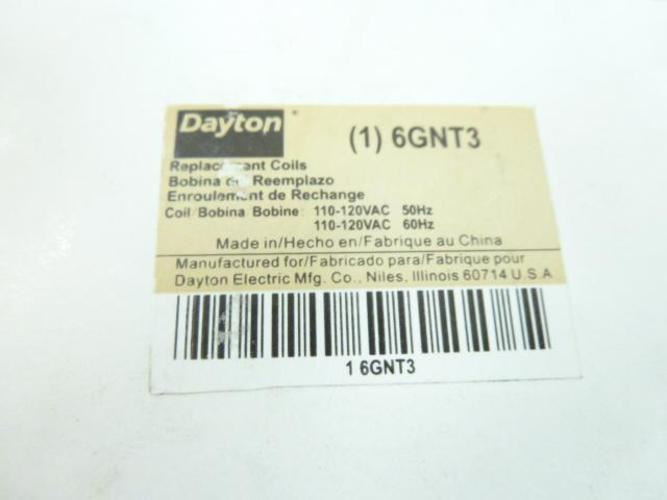 Dayton
(1) 6GNT3
Replacement Coils
Bobina de Reemplazo
Enroulement de Rechange
Coil Bobina Bobine: 110-120VAC 50Hz
110-120VAC 60Hz
Made in/Hecho en/Fabrique au China
Manufactured for/Fabricado para/Fabrique pour
Dayton Electric Mfg. Co., Niles, Illinois 60714 U.S.A.
1 6GNT3